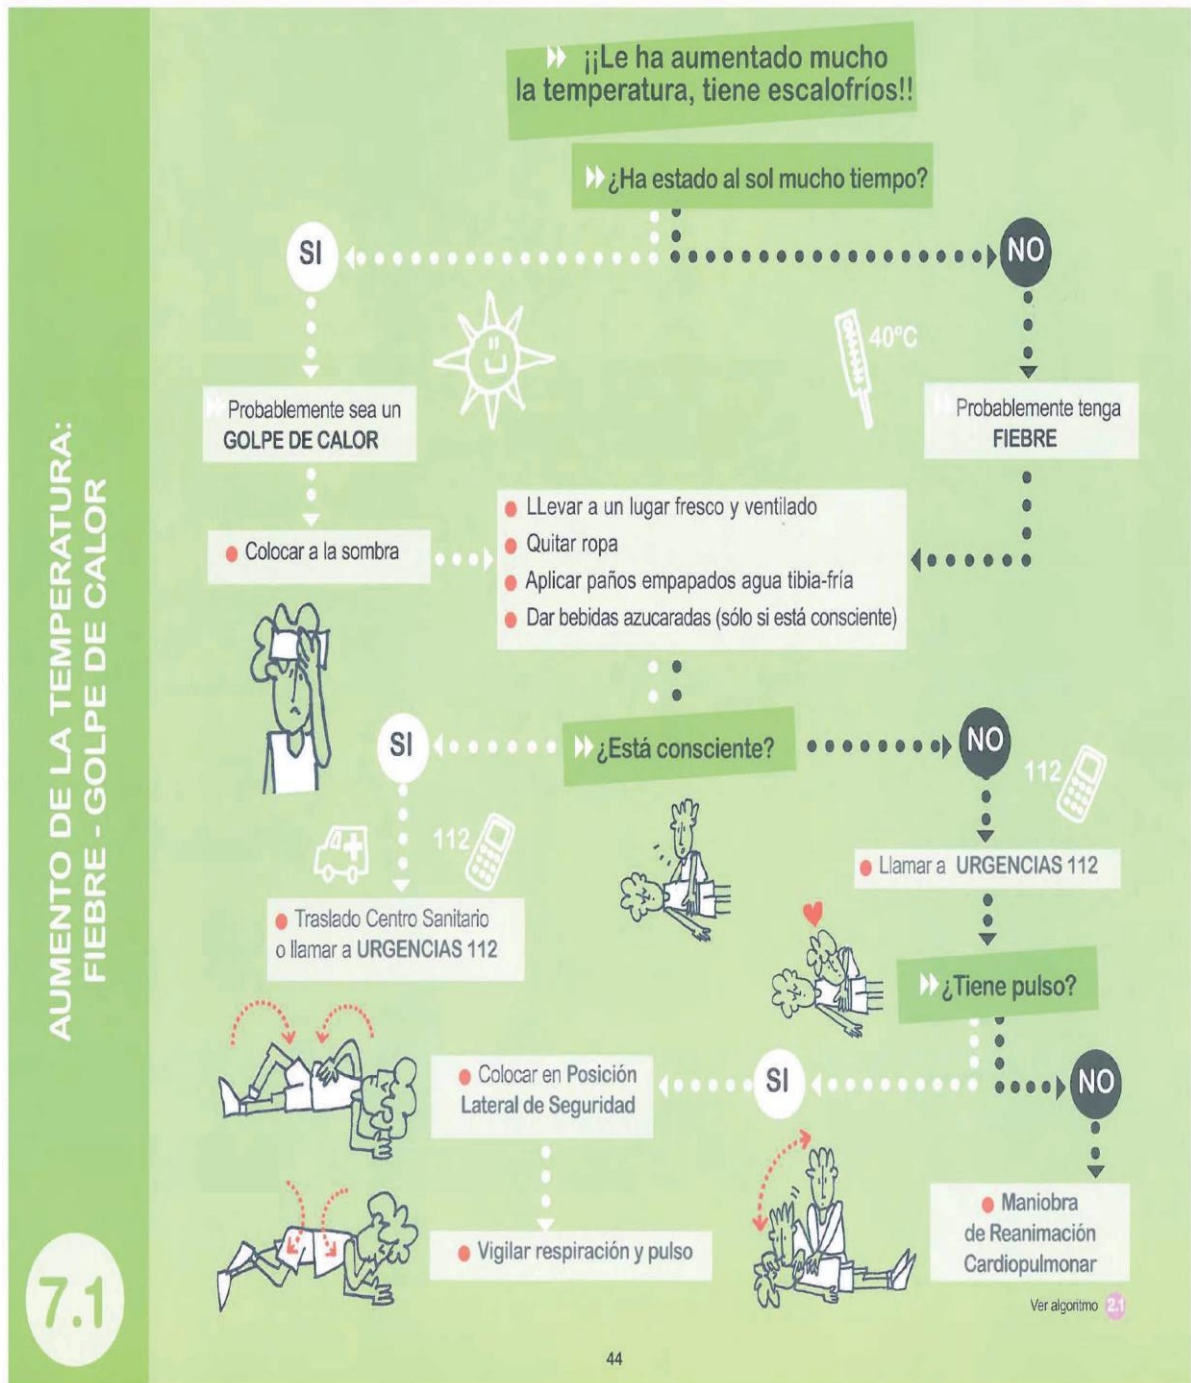 AUMENTO DE LA TEMPERATURA:
FIEBRE - GOLPE DE CALOR
7.1
¡¡Le ha aumentado mucho
la temperatura, tiene escalofríos!!
¿Ha estado al sol mucho tiempo?
SI
NO
40ºC
Probablemente sea un
GOLPE DE CALOR
Probablemente tenga
FIEBRE
Colocar a la sombra
LLevar a un lugar fresco y ventilado
Quitar ropa
Aplicar paños empapados agua tibia-fría
Dar bebidas azucaradas (sólo si está consciente)
¿Está consciente?
SI
NO
112
112
Traslado Centro Sanitario
o llamar a URGENCIAS 112
Llamar a URGENCIAS 112
¿Tiene pulso?
SI
NO
Colocar en Posición
Lateral de Seguridad
Vigilar respiración y pulso
Maniobra
de Reanimación
Cardiopulmonar
Ver algoritmo 2.1
44